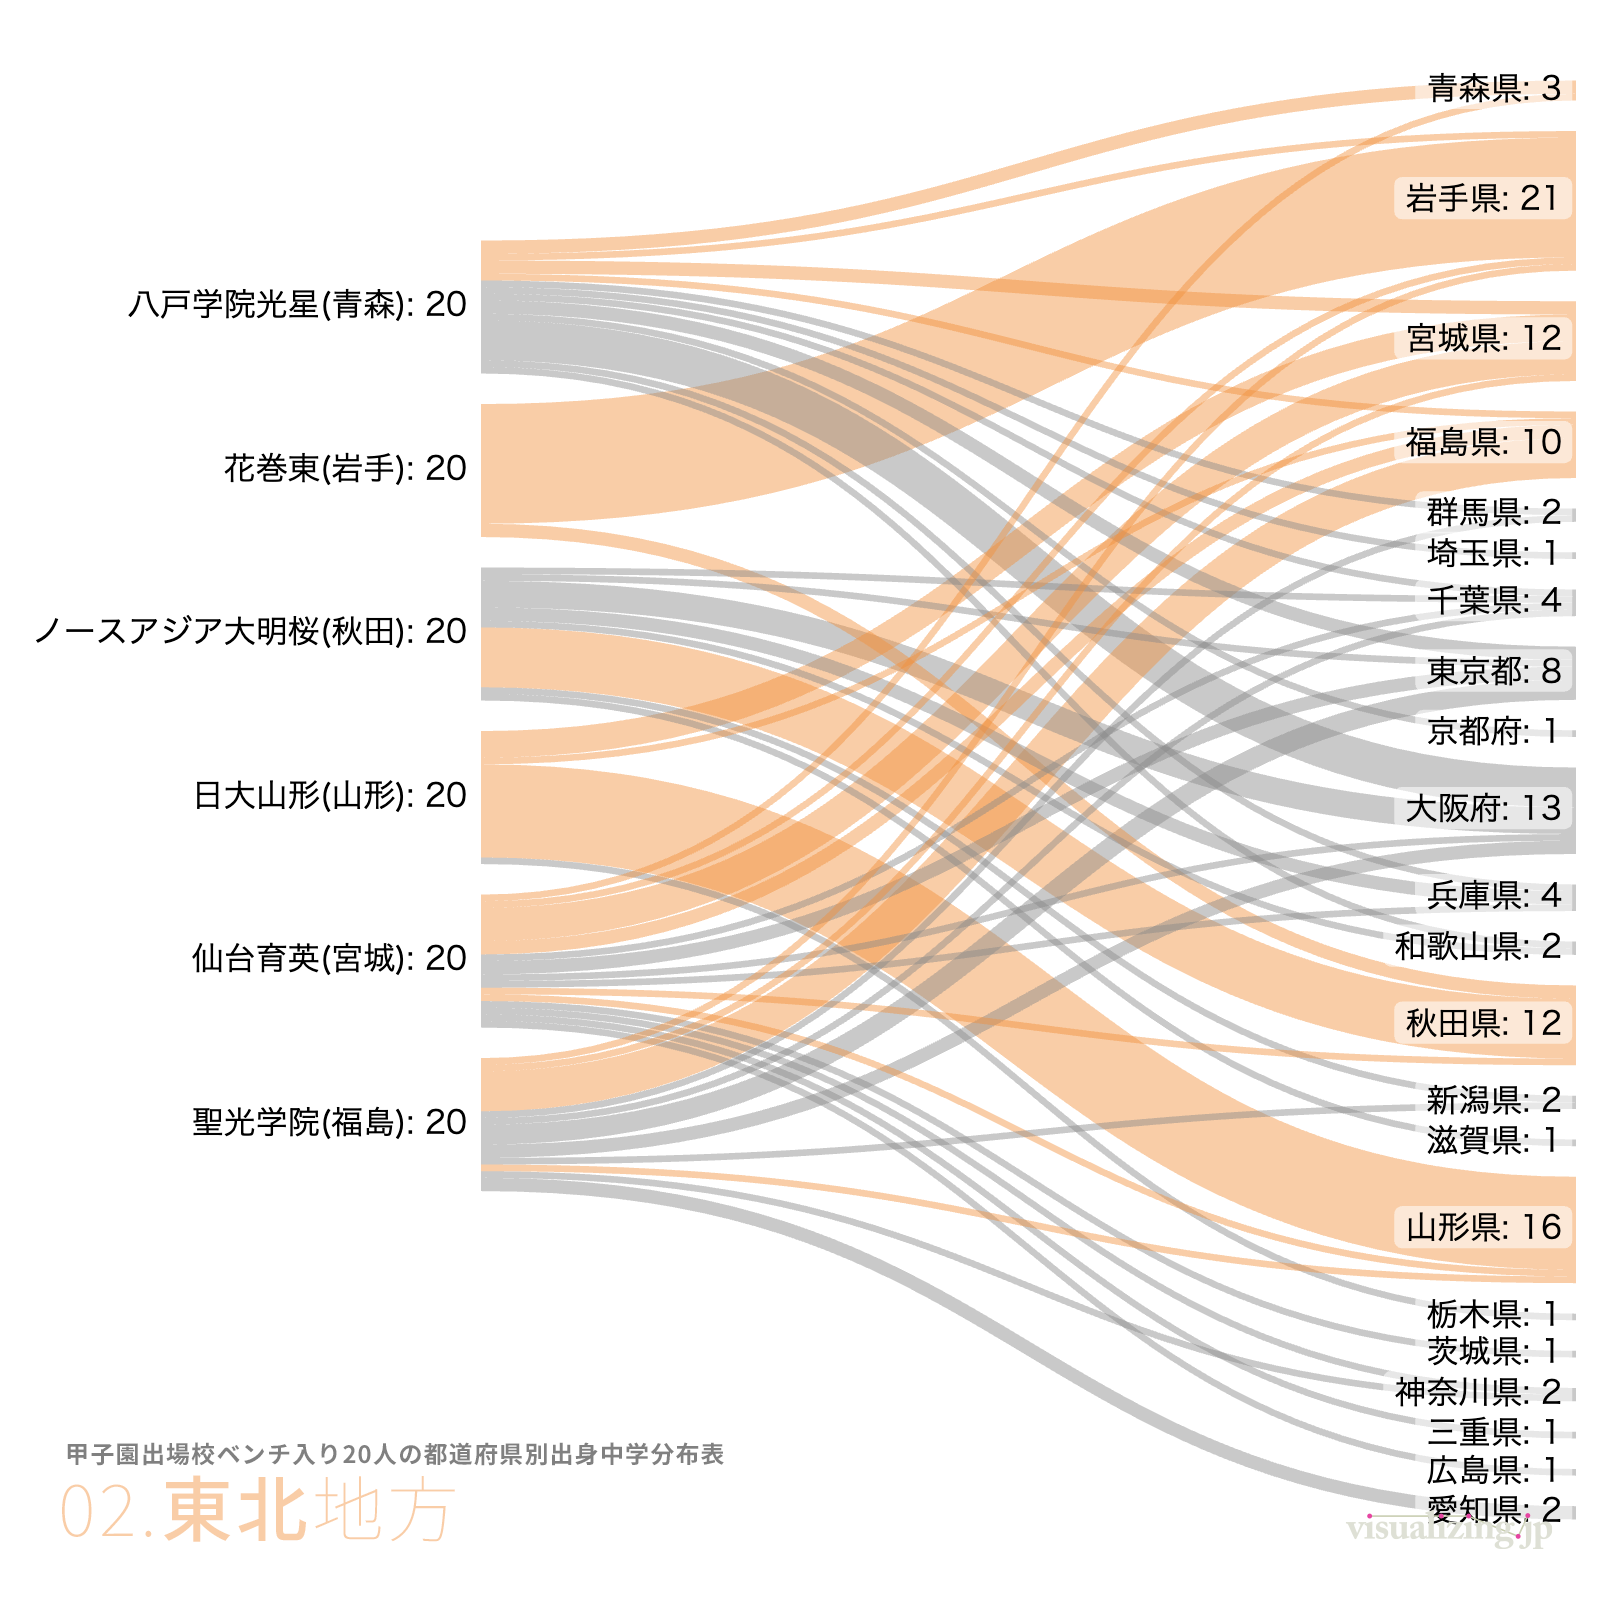 八戸学院光星(青森): 20
花巻東(岩手): 20
ノースアジア大明桜(秋田): 20
日大山形(山形): 20
仙台育英(宮城): 20
聖光学院(福島): 20
青森県: 3
岩手県: 21
宮城県: 12
福島県: 10
群馬県: 2
埼玉県: 1
千葉県: 4
東京都: 8
京都府: 1
大阪府: 13
兵庫県: 4
和歌山県: 2
秋田県: 12
新潟県: 2
滋賀県: 1
山形県: 16
栃木県: 1
茨城県: 1
神奈川県: 2
三重県: 1
広島県: 1
愛知県: 2
甲子園出場校ベンチ入り20人の都道府県別出身中学分布表
02.東北地方
visualizing.jp